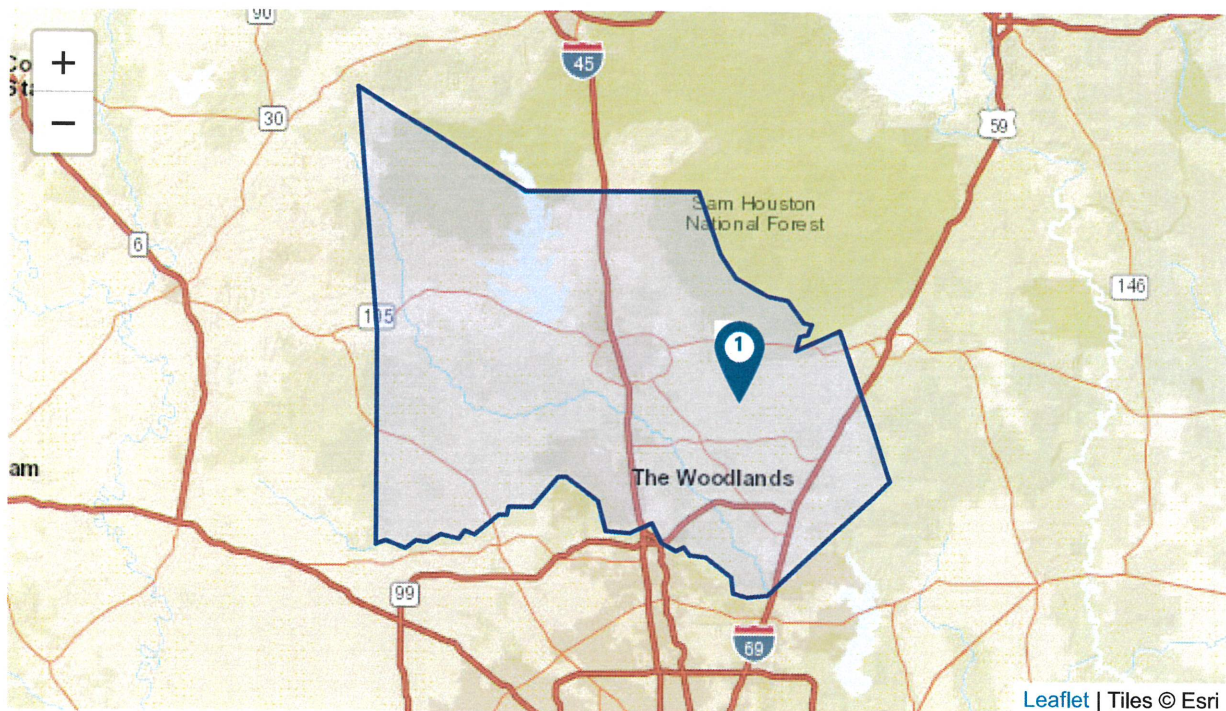 90
+
Co
Sta
45
−
30
59
Sam Houston
National Forest
6
146
105
1
The Woodlands
am
99
69
Leaflet | Tiles © Esri